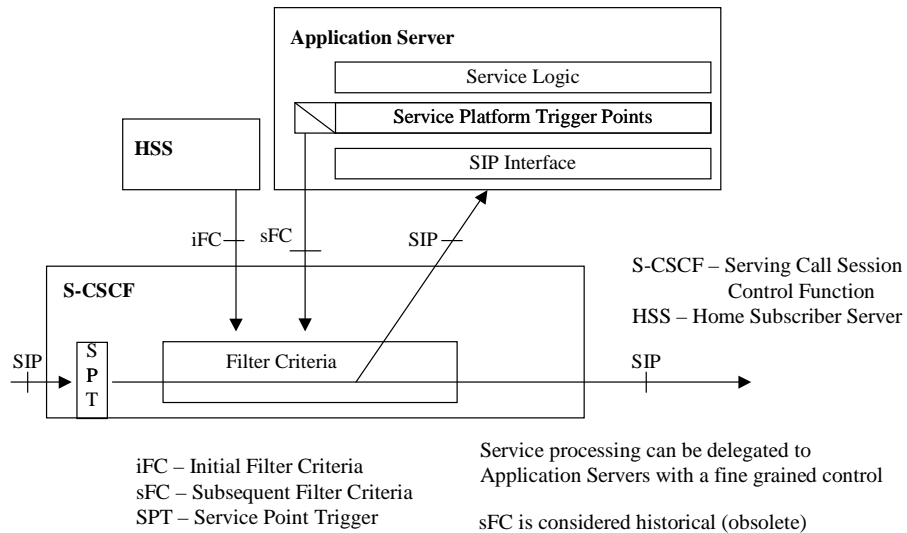 Application Server
Service Logic
Service Platform Trigger Points
HSS
SIP Interface
iFC
sFC
SIP
S-CSCF
S-CSCF – Serving Call Session
Control Function
HSS – Home Subscriber Server
SIP
S
P
T
Filter Criteria
SIP
iFC – Initial Filter Criteria
sFC – Subsequent Filter Criteria
SPT – Service Point Trigger
Service processing can be delegated to
Application Servers with a fine grained control
sFC is considered historical (obsolete)